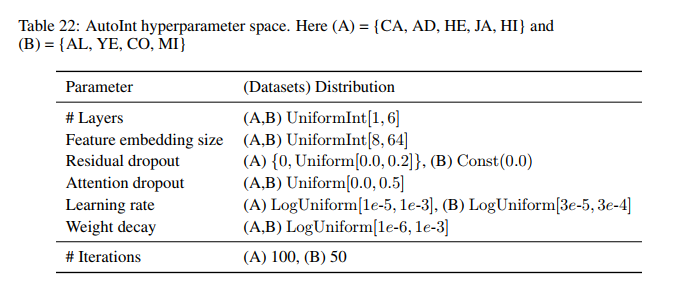 Table 22: AutoInt hyperparameter space. Here (A) = {CA, AD, HE, JA, HI} and
(B) = {AL, YE, CO, MI}
Parameter (Datasets) Distribution
# Layers (A,B) UniformInt[1, 6]
Feature embedding size (A,B) UniformInt[8, 64]
Residual dropout (A) {0, Uniform[0.0, 0.2]}, (B) Const(0.0)
Attention dropout (A,B) Uniform[0.0, 0.5]
Learning rate (A) LogUniform[1e-5, 1e-3], (B) LogUniform[3e-5, 3e-4]
Weight decay (A,B) LogUniform[1e-6, 1e-3]
# Iterations (A) 100, (B) 50